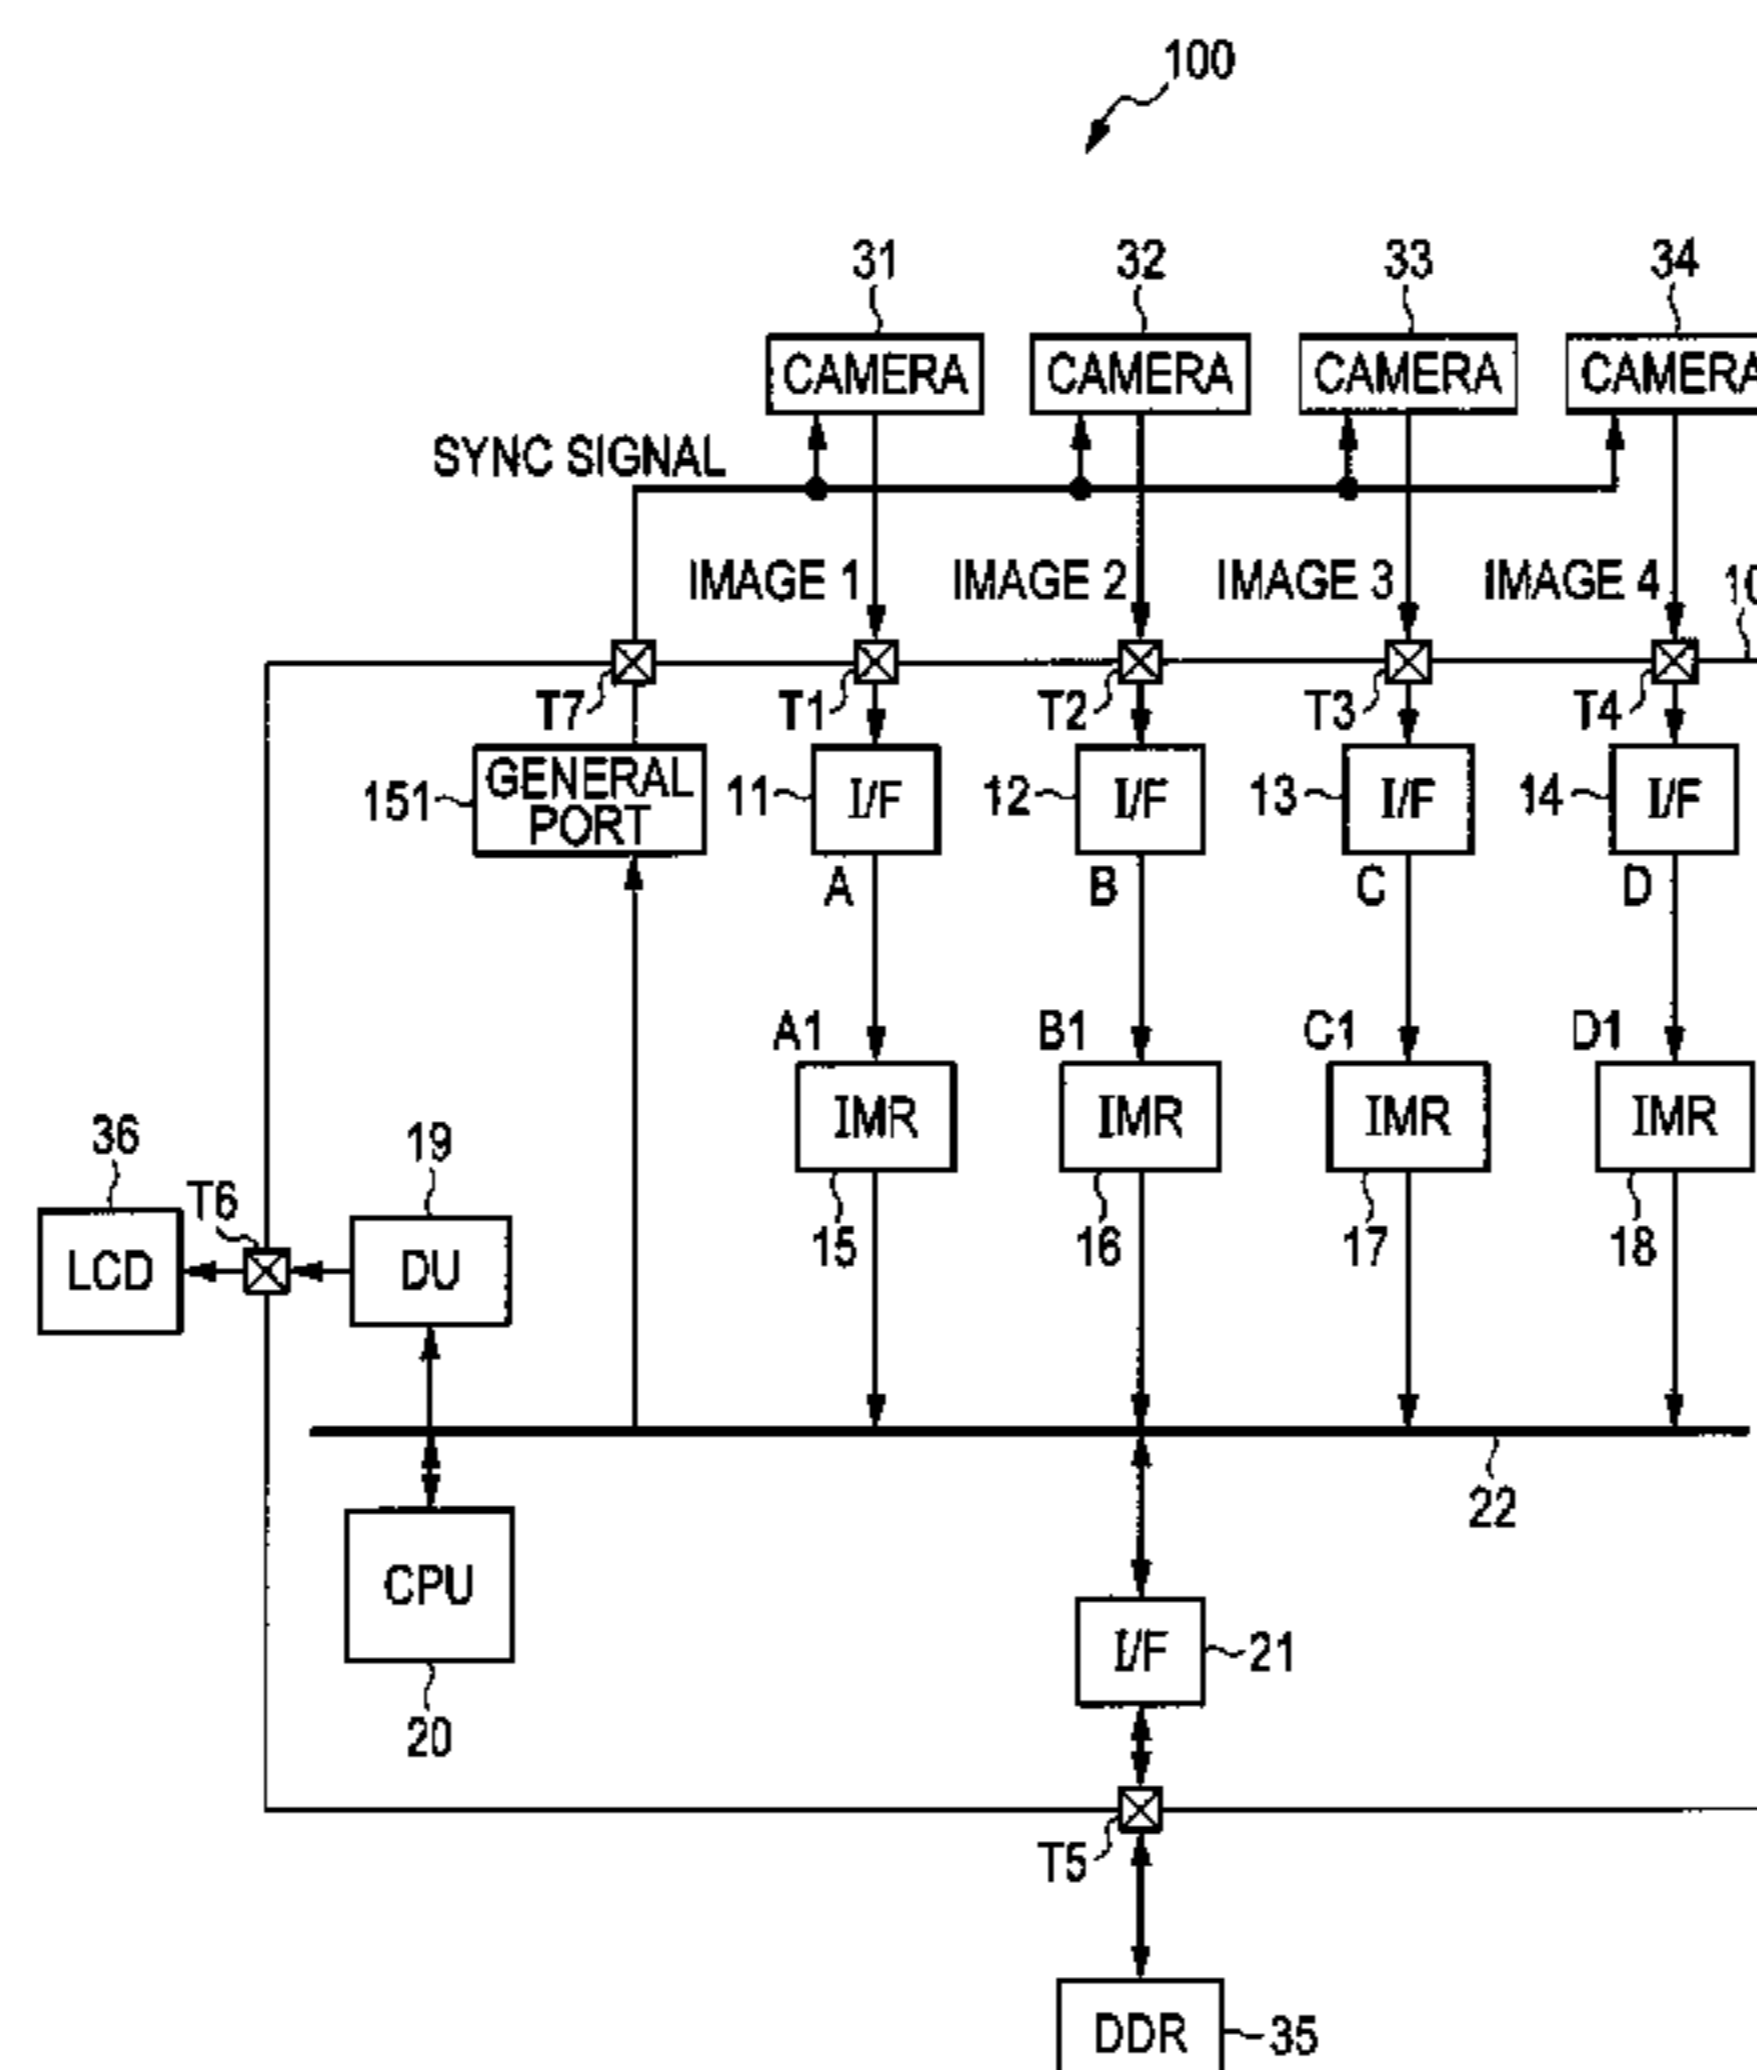 100
31 32 33 34
CAMERA CAMERA CAMERA CAMERA
SYNC SIGNAL
IMAGE 1 IMAGE 2 IMAGE 3 IMAGE 4 10
T7 T1 T2 T3 T4
151 GENERAL PORT 11 I/F 12 I/F 13 I/F 14 I/F
A B C D
A1 B1 C1 D1
IMR IMR IMR IMR
15 16 17 18
36 T6 19
LCD DU
22
CPU
20
I/F 21
T5
DDR 35